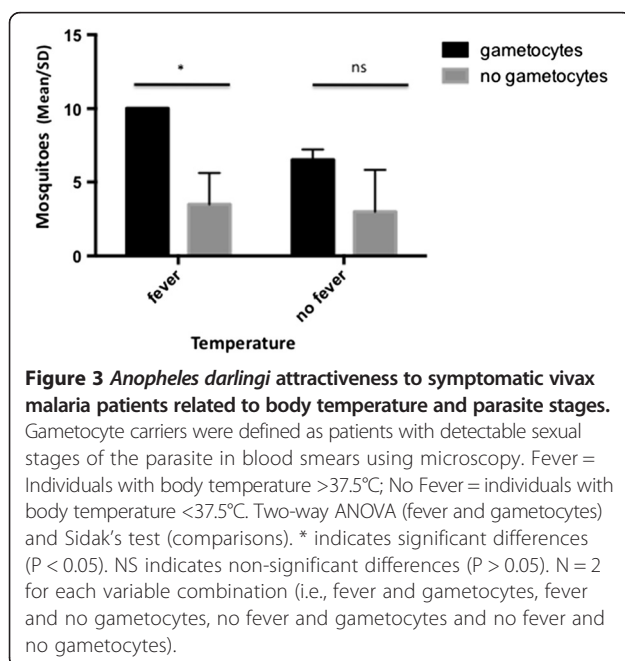 15
10
5
0
Mosquitoes (Mean/SD)
*
ns
gametocytes
no gametocytes
fever
no fever
Temperature
Figure 3 Anopheles darlingi attractiveness to symptomatic vivax
malaria patients related to body temperature and parasite stages.
Gametocyte carriers were defined as patients with detectable sexual
stages of the parasite in blood smears using microscopy. Fever =
Individuals with body temperature >37.5°C; No Fever = individuals with
body temperature <37.5°C. Two-way ANOVA (fever and gametocytes)
and Sidak's test (comparisons). * indicates significant differences
(P < 0.05). NS indicates non-significant differences (P > 0.05). N = 2
for each variable combination (i.e., fever and gametocytes, fever
and no gametocytes, no fever and gametocytes and no fever and
no gametocytes).